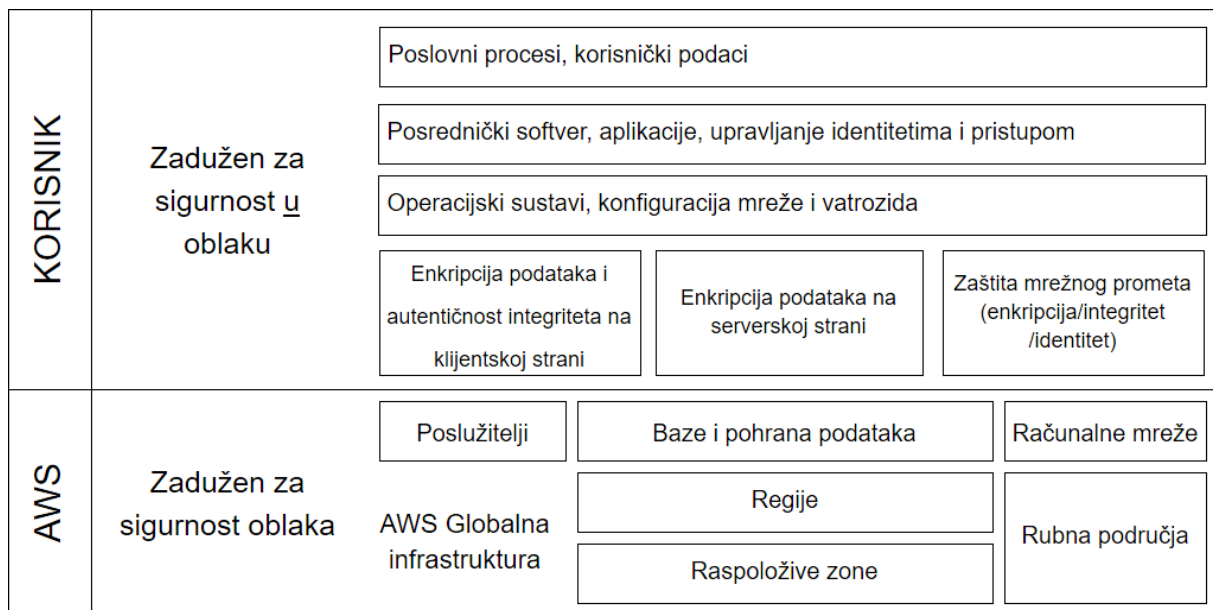 KORISNIK
Zadužen za
sigurnost u
oblaku
Poslovni procesi, korisnički podaci
Posrednički softver, aplikacije, upravljanje identitetima i pristupom
Operacijski sustavi, konfiguracija mreže i vatrozida
Enkripcija podataka i
autentičnost integriteta na
klijentskoj strani
Enkripcija podataka na
serverskoj strani
Zaštita mrežnog prometa
(enkripcija/integritet
/identitet)
AWS
Zadužen za
sigurnost oblaka
Poslužitelji
Baze i pohrana podataka
Računalne mreže
AWS Globalna
infrastruktura
Regije
Raspoložive zone
Rubna područja